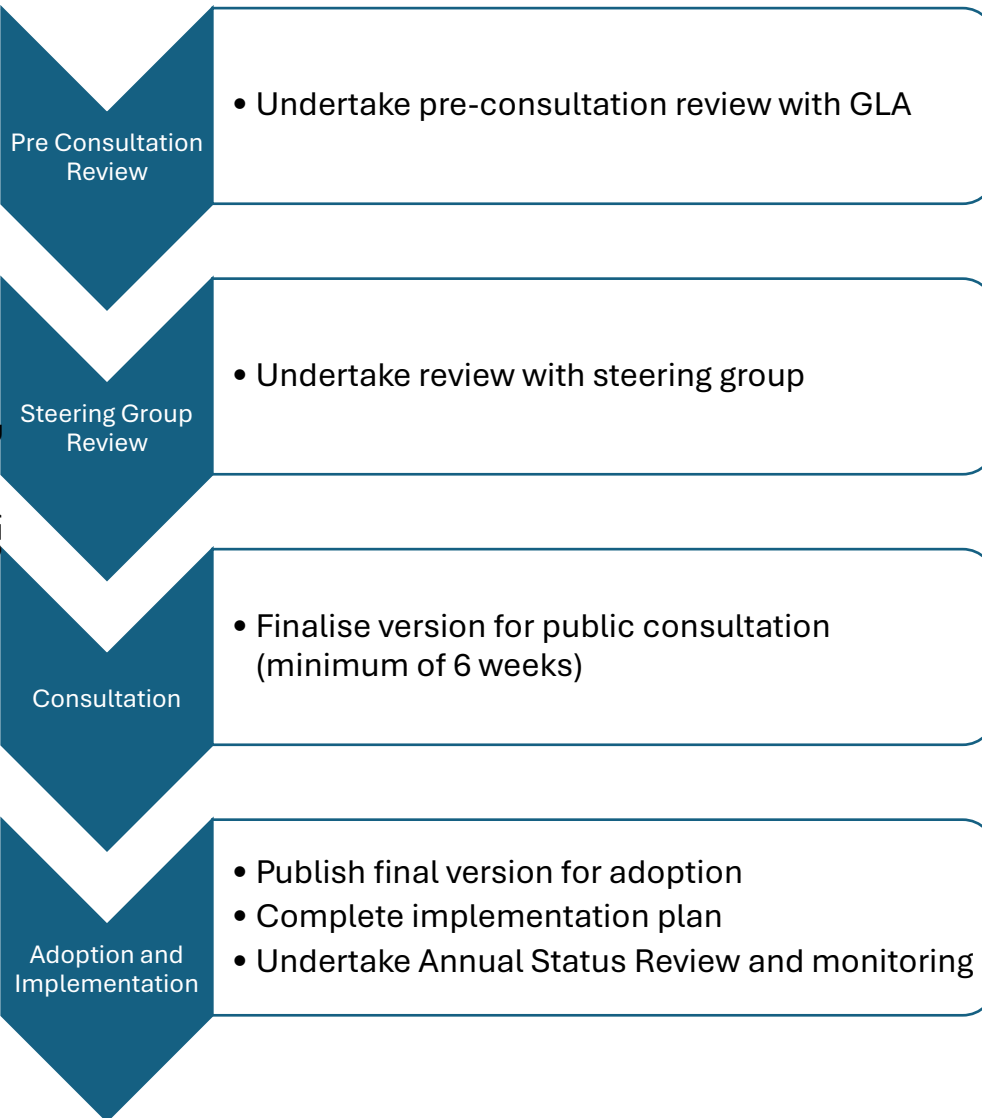 Pre Consultation
Review
• Undertake pre-consultation review with GLA
Steering Group
Review
• Undertake review with steering group
Consultation
• Finalise version for public consultation
(minimum of 6 weeks)
Adoption and
Implementation
• Publish final version for adoption
• Complete implementation plan
• Undertake Annual Status Review and monitoring